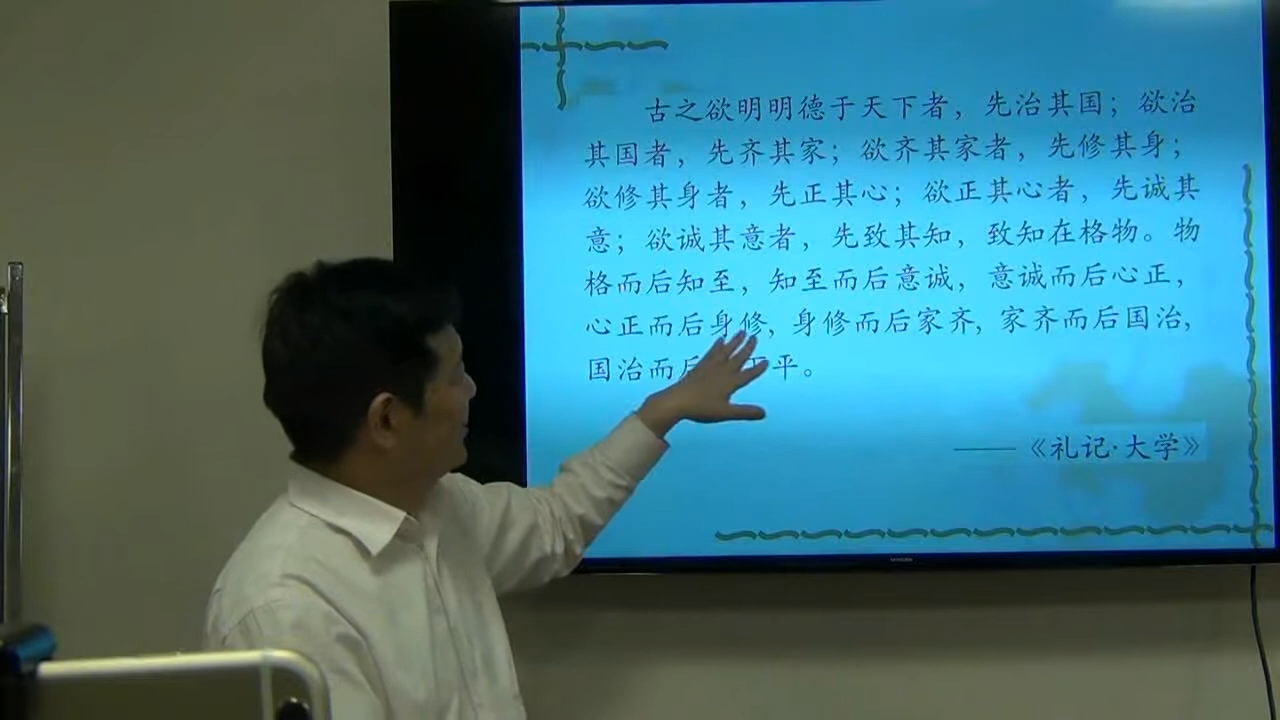 古之欲明明德于天下者，先治其国；欲治
其国者，先齐其家；欲齐其家者，先修其身；
欲修其身者，先正其心；欲正其心者，先诚其
意；欲诚其意者，先致其知，致知在格物。物
格而后知至，知至而后意诚，意诚而后心正，
心正而后身修, 身修而后家齐, 家齐而后国治,
国治而后下平。
——《礼记·大学》